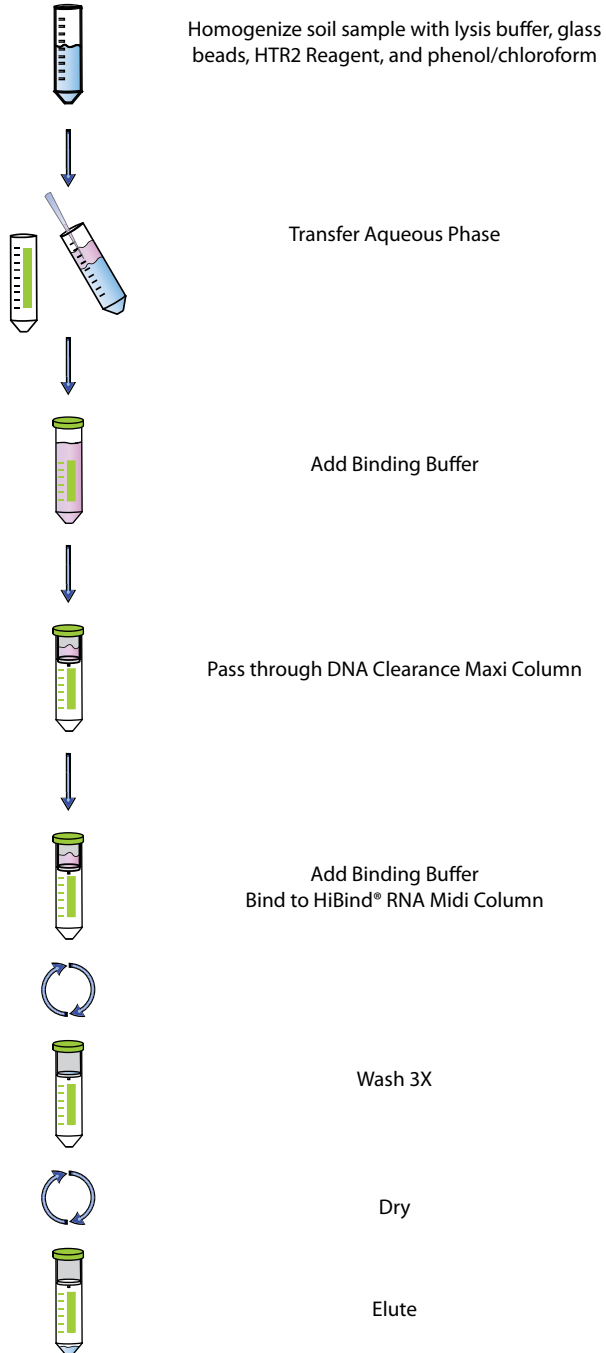 Homogenize soil sample with lysis buffer, glass
beads, HTR2 Reagent, and phenol/chloroform
Transfer Aqueous Phase
Add Binding Buffer
Pass through DNA Clearance Maxi Column
Add Binding Buffer
Bind to HiBind® RNA Midi Column
Wash 3X
Dry
Elute